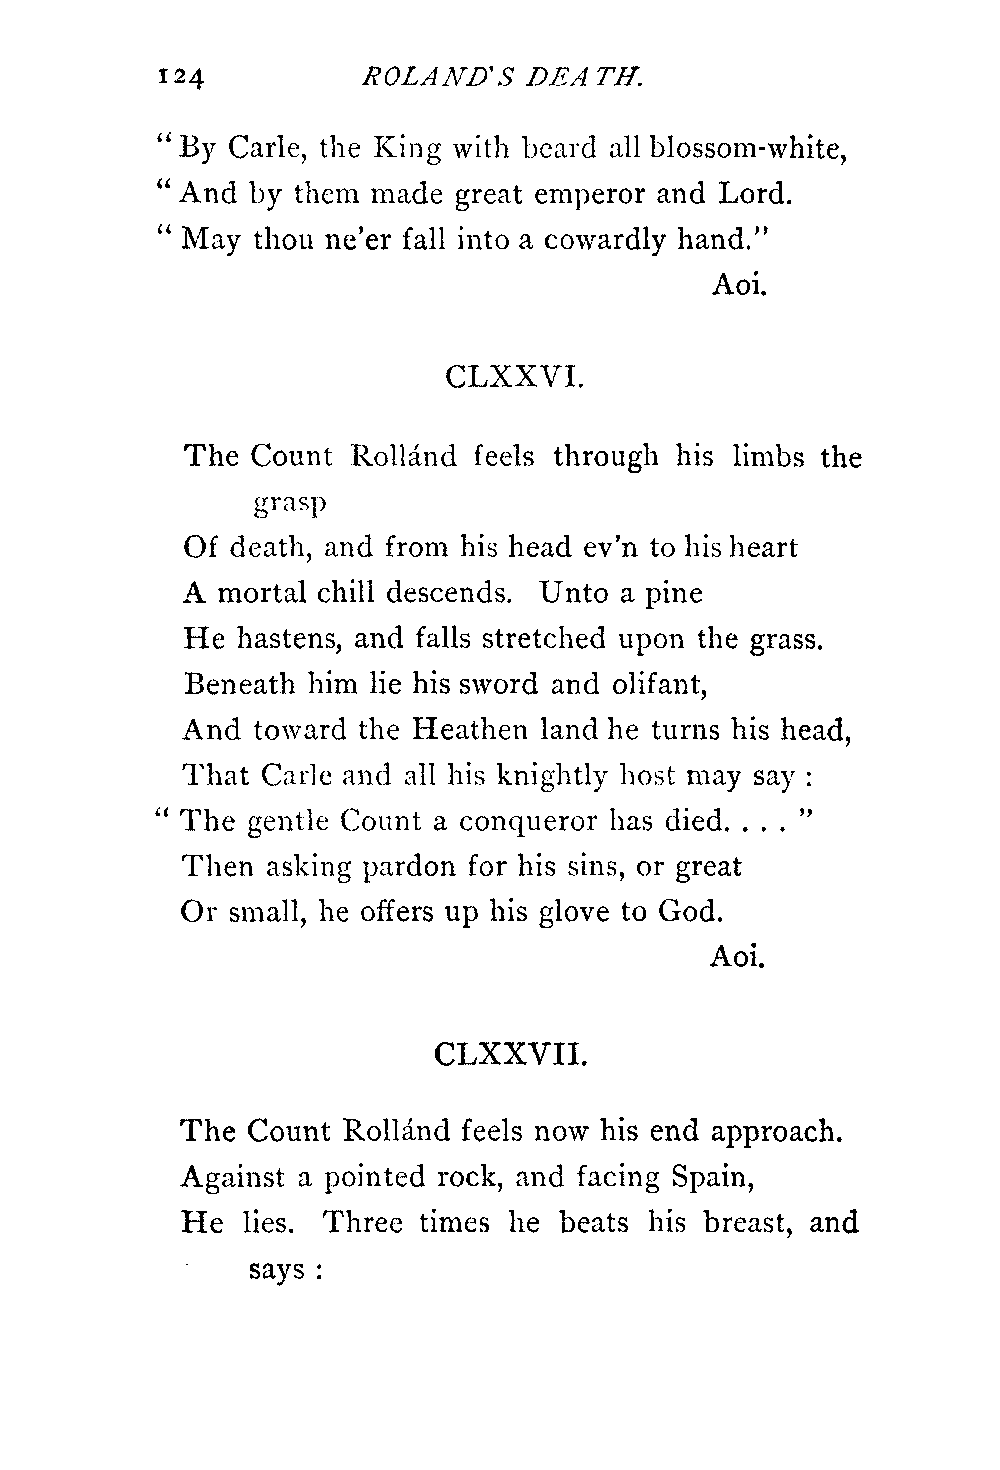 124 ROLAND'S DEATH.
“ By Carle, the King with beard all blossom-white,
“ And by them made great emperor and Lord.
“ May thou ne’er fall into a cowardly hand.”
Aoi.
CLXXVI.
The Count Rollánd feels through his limbs the
grasp
Of death, and from his head ev’n to his heart
A mortal chill descends. Unto a pine
He hastens, and falls stretched upon the grass.
Beneath him lie his sword and olifant,
And toward the Heathen land he turns his head,
That Carle and all his knightly host may say :
“ The gentle Count a conqueror has died. . . . ”
Then asking pardon for his sins, or great
Or small, he offers up his glove to God.
Aoi.
CLXXVII.
The Count Rollánd feels now his end approach.
Against a pointed rock, and facing Spain,
He lies. Three times he beats his breast, and
says :